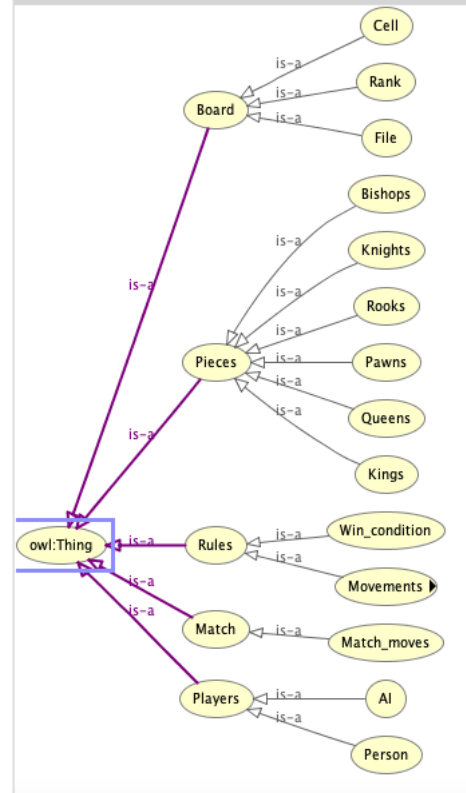 Cell
is-a
Rank
is-a
Board
is-a
File
Bishops
is-a
Knights
is-a
is-a
Rooks
is-a
Pieces
is-a
Pawns
is-a
Queens
is-a
is-a
Kings
Win_condition
is-a
owl:Thing
is-a
Rules
is-a
Movements
is-a
Match
is-a
Match_moves
is-a
Players
is-a
AI
is-a
Person